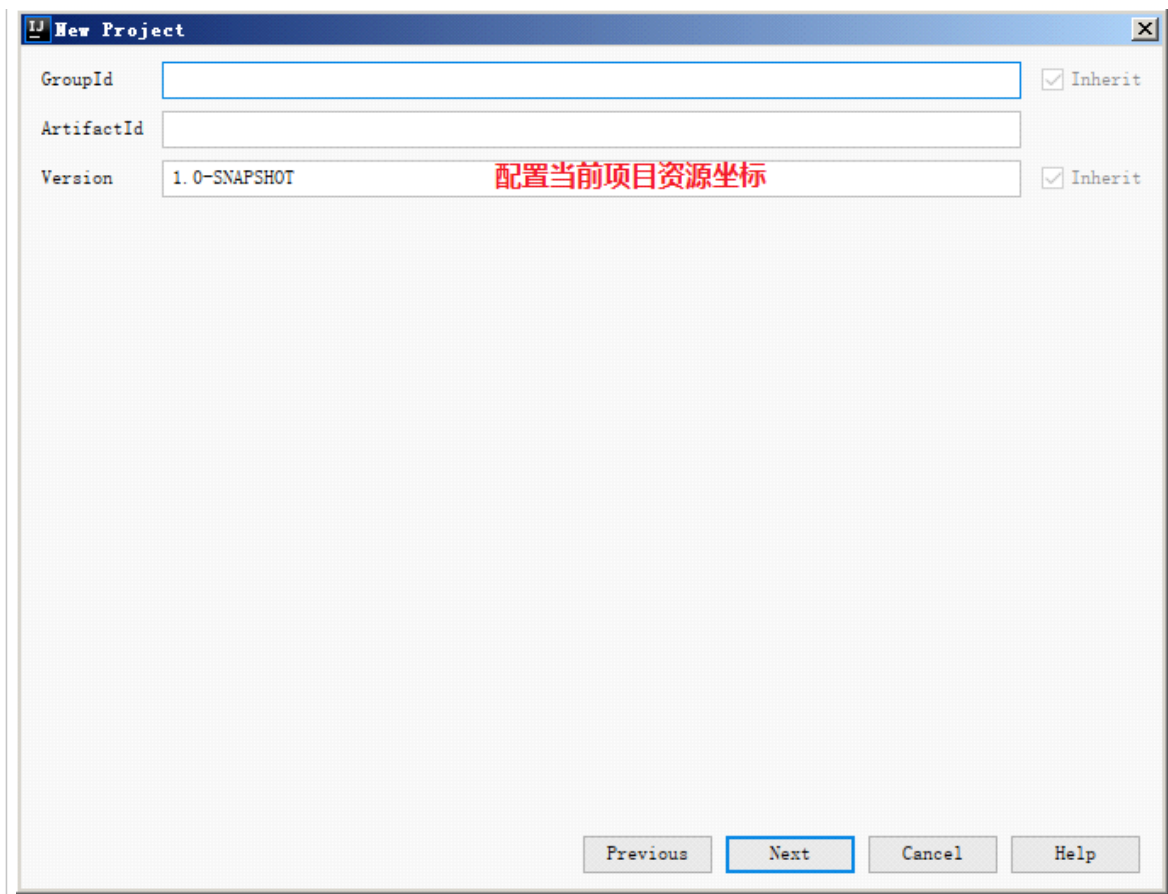 IJ New Project
GroupId Inherit
ArtifactId
Version 1.0-SNAPSHOT 配置当前项目资源坐标 Inherit
Previous Next Cancel Help